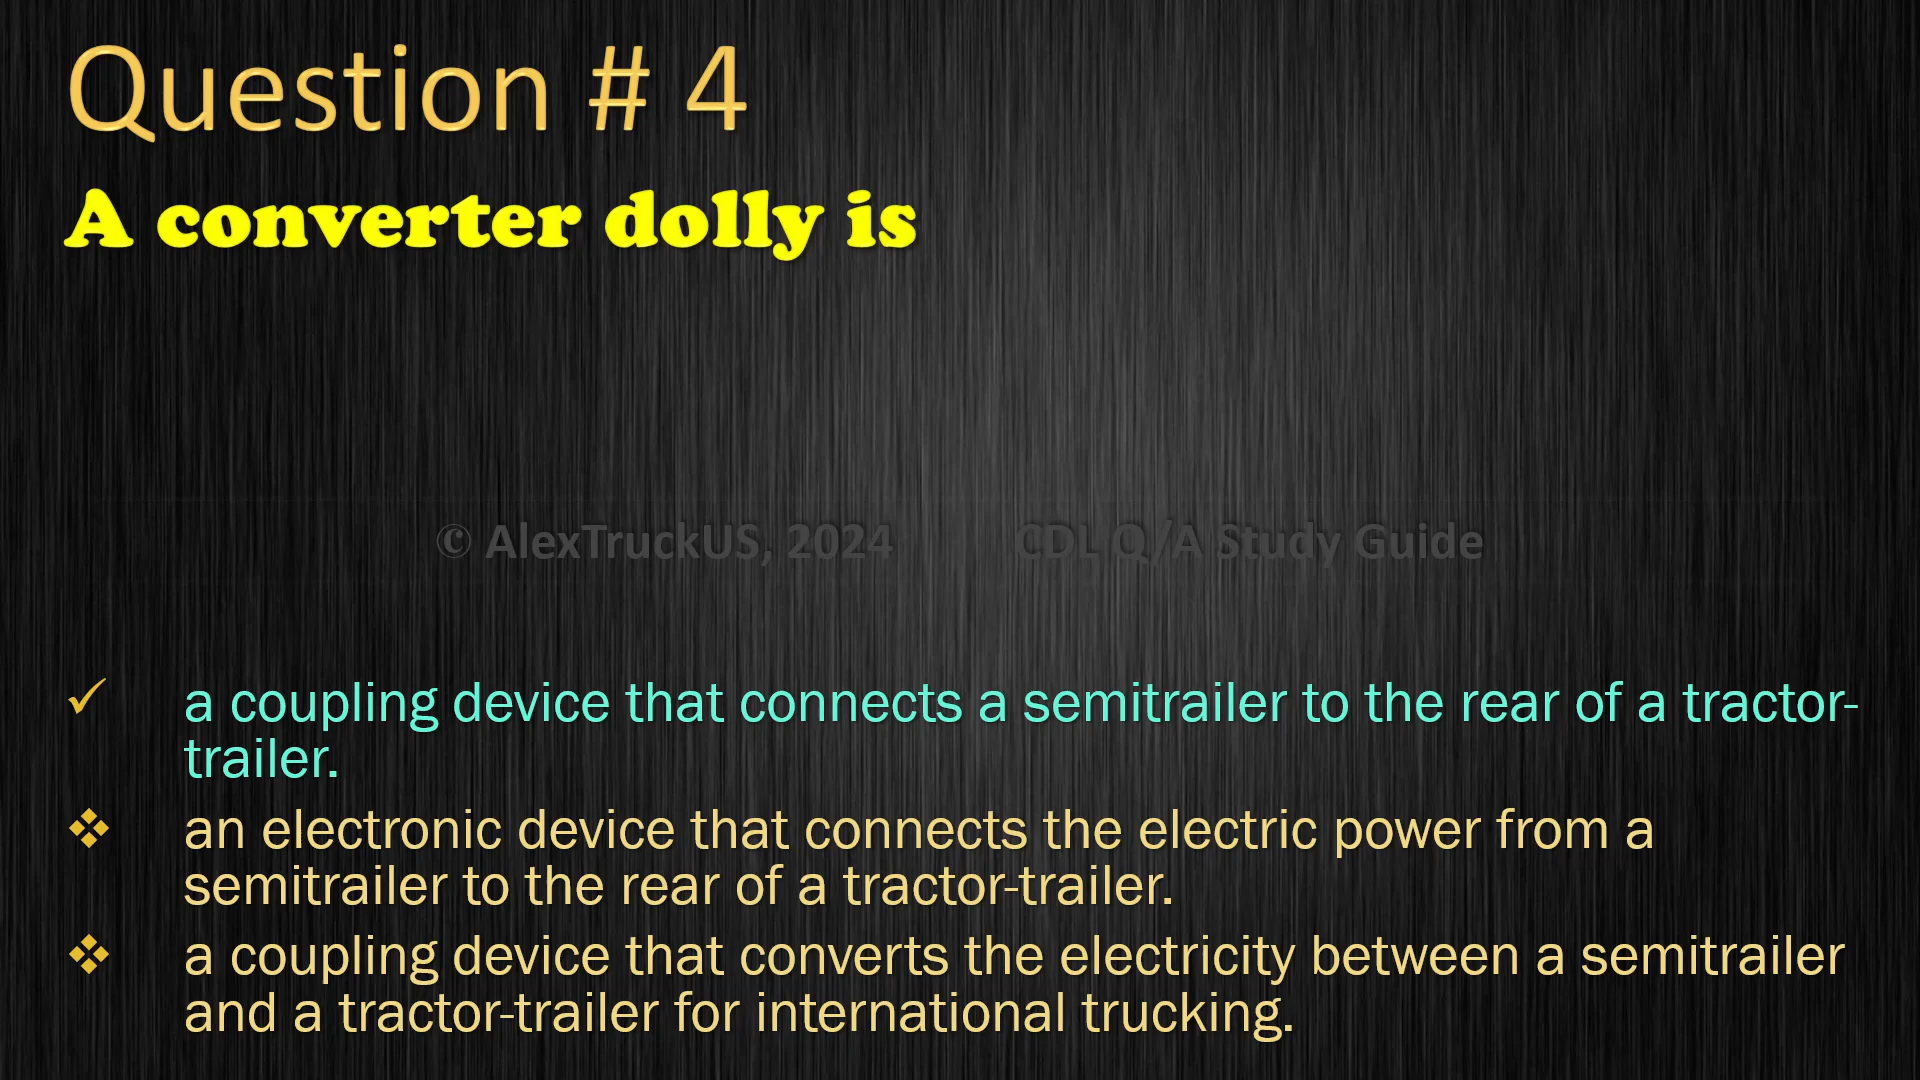 Question # 4
A converter dolly is
© AlexTruckUS, 2024 CDL Q/A Study Guide
✓ a coupling device that connects a semitrailer to the rear of a tractor-
trailer.
❖ an electronic device that connects the electric power from a
semitrailer to the rear of a tractor-trailer.
❖ a coupling device that converts the electricity between a semitrailer
and a tractor-trailer for international trucking.